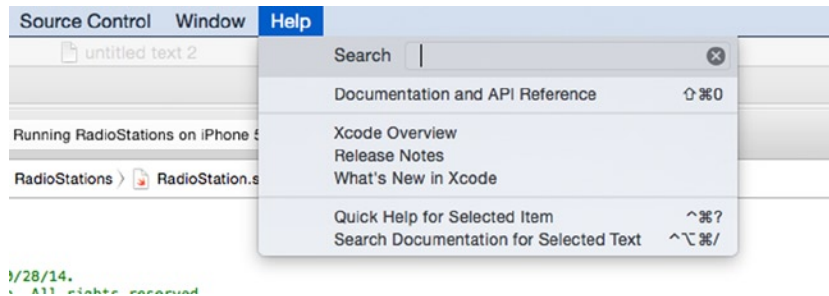 Source Control Window Help
untitled text 2
Search
Documentation and API Reference ⇧⌘0
Running RadioStations on iPhone 5
Xcode Overview
Release Notes
RadioStations 〉 RadioStation.s
What's New in Xcode
Quick Help for Selected Item ^⌘?
Search Documentation for Selected Text ^⌥⌘/
0/28/14.
All rights reserved